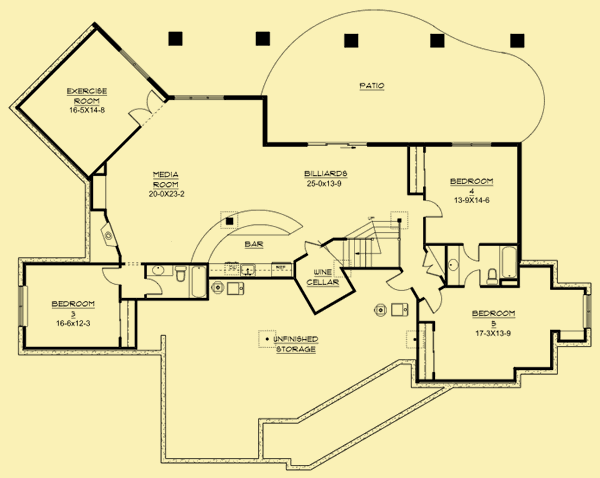 EXERCISE
ROOM
16-5X14-8
PATIO
MEDIA
ROOM
20-0X23-2
BILLIARDS
25-0x13-9
BEDROOM
4
13-9X14-6
BAR
WINE
CELLAR
BEDROOM
3
16-6x12-3
BEDROOM
5
17-3X13-9
UNFINISHED
STORAGE